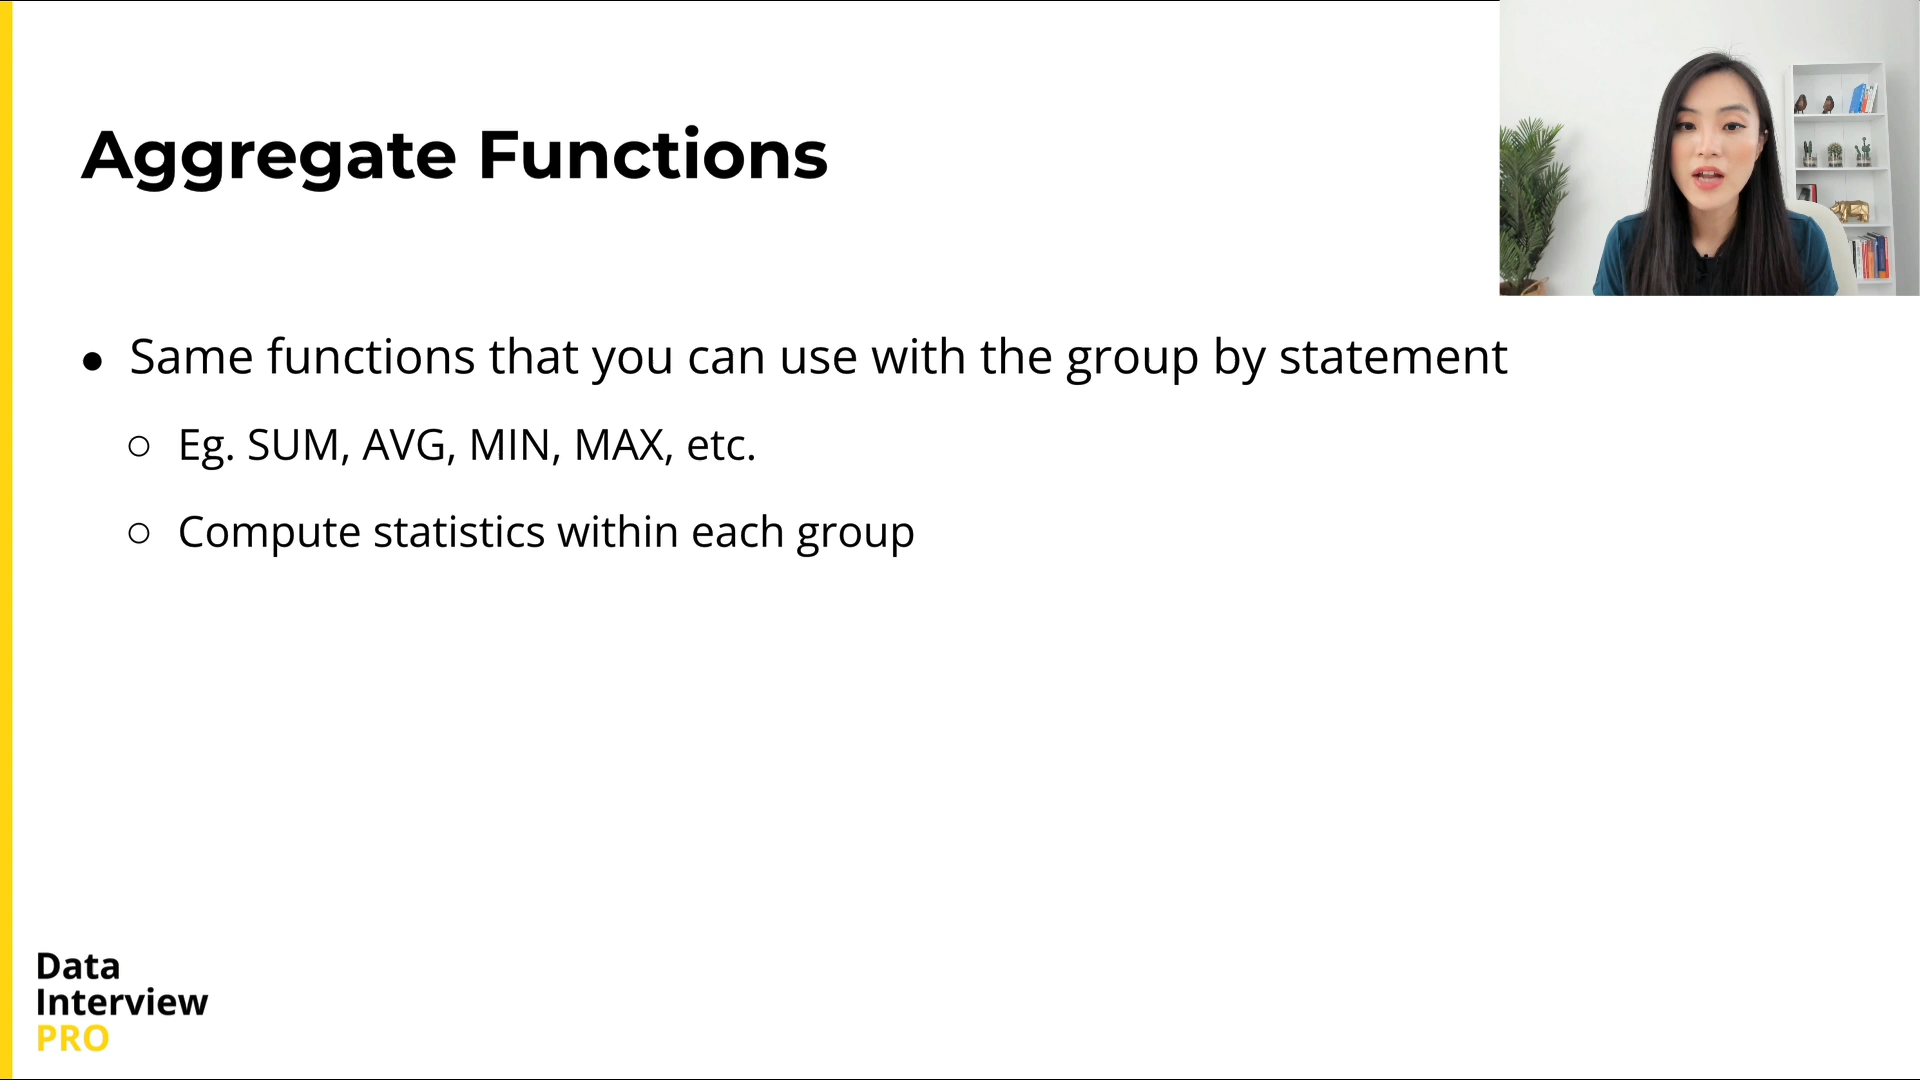 Aggregate Functions
● Same functions that you can use with the group by statement
○ Eg. SUM, AVG, MIN, MAX, etc.
○ Compute statistics within each group
Data
Interview
PRO